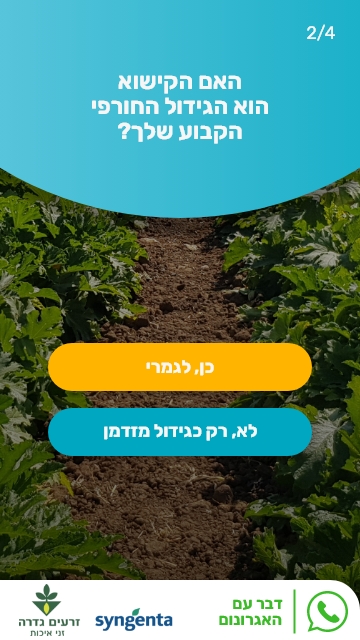 2/4
האם הקישוא
הוא הגידול החורפי
הקבוע שלך?
כן, לגמרי
לא, רק כגידול מזדמן
דבר עם
האגרונום
syngenta
זרעים גדרה
זני איכות